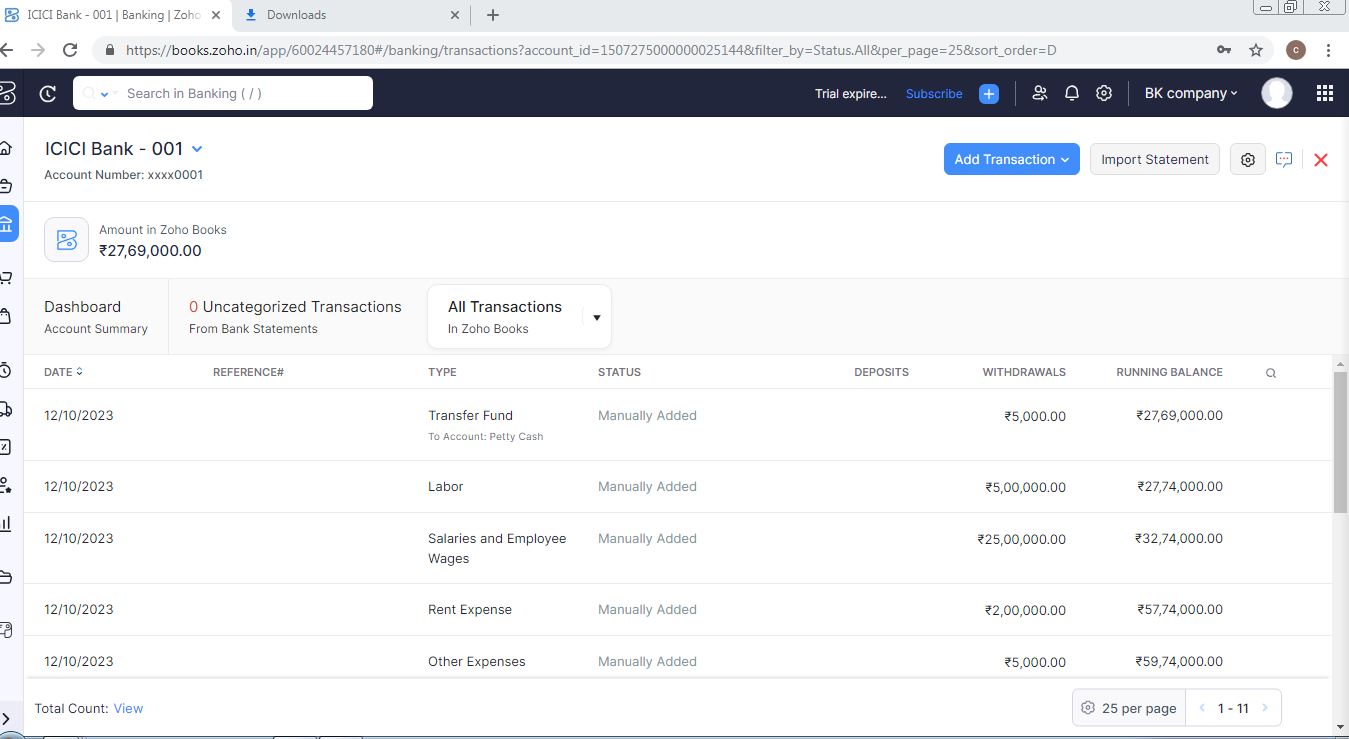 ICICI Bank - 001 | Banking | Zoho
Downloads
https://books.zoho.in/app/60024457180#/banking/transactions?account_id=1507275000000025144&filter_by=Status.All&per_page=25&sort_order=D
c
Search in Banking ( / )
Trial expire...
Subscribe
BK company
ICICI Bank - 001
Account Number: xxxx0001
Add Transaction
Import Statement
Amount in Zoho Books
₹27,69,000.00
Dashboard
Account Summary
0 Uncategorized Transactions
From Bank Statements
All Transactions
In Zoho Books
DATE REFERENCE# TYPE STATUS DEPOSITS WITHDRAWALS RUNNING BALANCE
12/10/2023 Transfer Fund Manually Added ₹5,000.00 ₹27,69,000.00
To Account: Petty Cash
12/10/2023 Labor Manually Added ₹5,00,000.00 ₹27,74,000.00
12/10/2023 Salaries and Employee Manually Added ₹25,00,000.00 ₹32,74,000.00
Wages
12/10/2023 Rent Expense Manually Added ₹2,00,000.00 ₹57,74,000.00
12/10/2023 Other Expenses Manually Added ₹5,000.00 ₹59,74,000.00
Total Count: View
25 per page
1 - 11